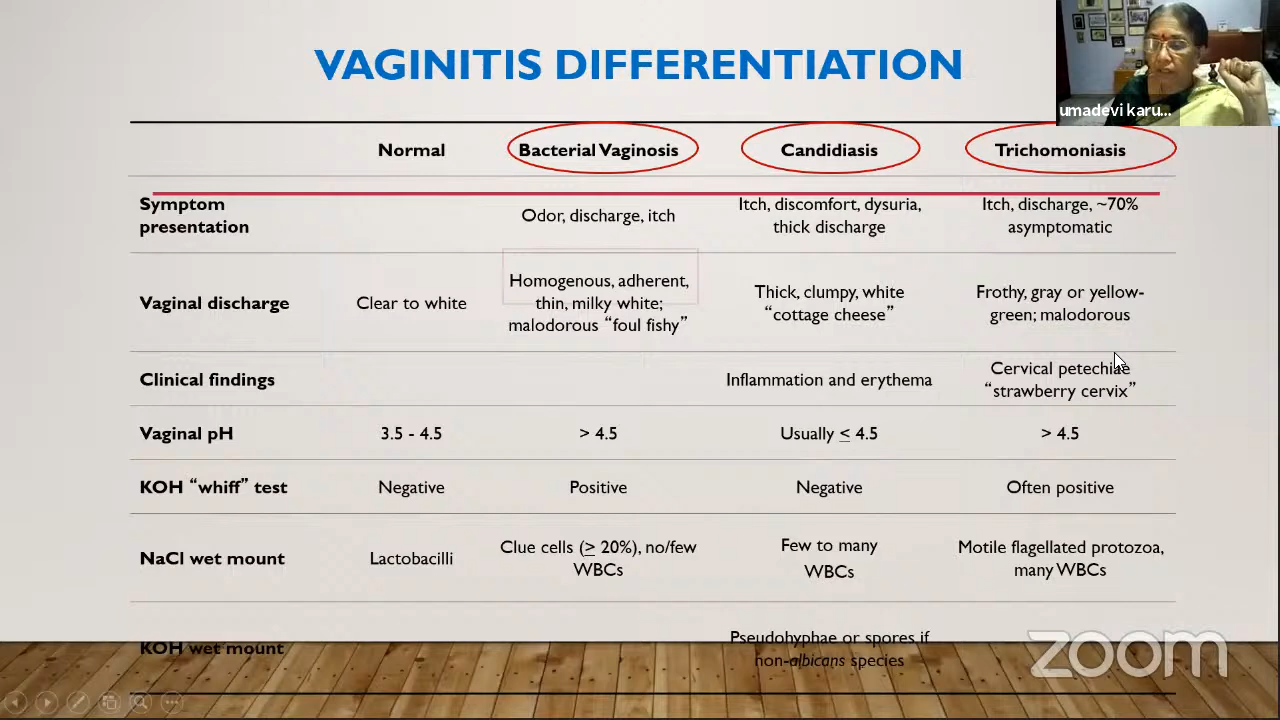 VAGINITIS DIFFERENTIATION
umadevi karu...
Normal
Bacterial Vaginosis
Candidiasis
Trichomoniasis
Symptom
presentation
Odor, discharge, itch
Itch, discomfort, dysuria,
thick discharge
Itch, discharge, ~70%
asymptomatic
Vaginal discharge
Clear to white
Homogenous, adherent,
thin, milky white;
malodorous “foul fishy”
Thick, clumpy, white
“cottage cheese”
Frothy, gray or yellow-
green; malodorous
Clinical findings
Inflammation and erythema
Cervical petechiae
“strawberry cervix”
Vaginal pH
3.5 - 4.5
> 4.5
Usually ≤ 4.5
> 4.5
KOH “whiff” test
Negative
Positive
Negative
Often positive
NaCl wet mount
Lactobacilli
Clue cells (≥ 20%), no/few
WBCs
Few to many
WBCs
Motile flagellated protozoa,
many WBCs
KOH wet mount
Pseudohyphae or spores if
non-albicans species
zoom